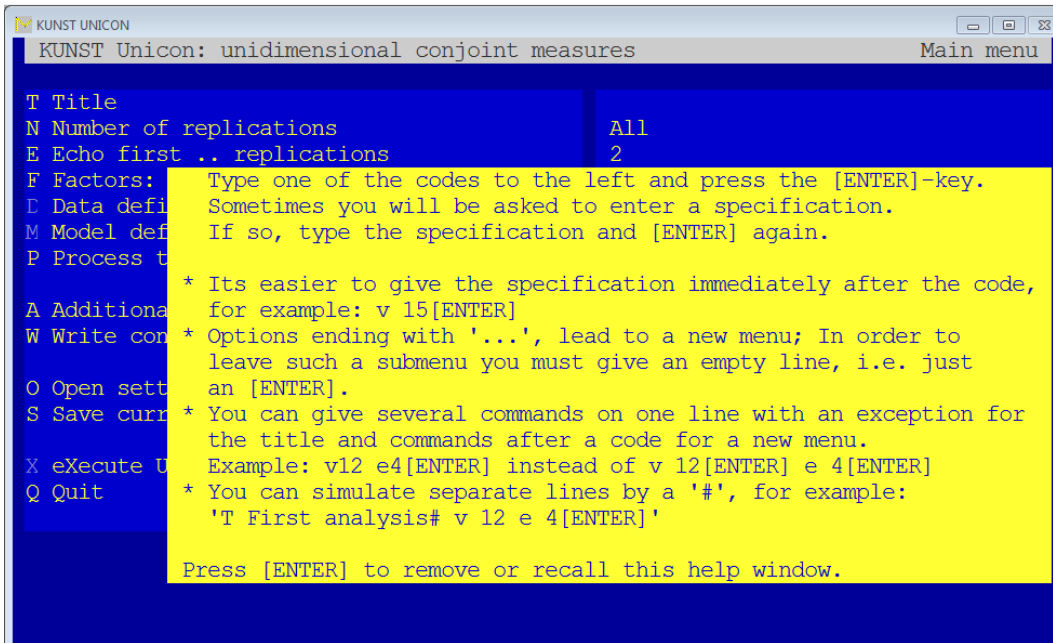 KUNST UNICON
KUNST Unicon: unidimensional conjoint measures Main menu
T Title
N Number of replications All
E Echo first .. replications 2
F Factors: Type one of the codes to the left and press the [ENTER]-key.
D Data defi Sometimes you will be asked to enter a specification.
M Model def If so, type the specification and [ENTER] again.
P Process t
* Its easier to give the specification immediately after the code,
A Additiona for example: v 15[ENTER]
W Write con * Options ending with '...', lead to a new menu; In order to
leave such a submenu you must give an empty line, i.e. just
O Open sett an [ENTER].
S Save curr * You can give several commands on one line with an exception for
the title and commands after a code for a new menu.
X eXecute U Example: v12 e4[ENTER] instead of v 12[ENTER] e 4[ENTER]
Q Quit * You can simulate separate lines by a '#', for example:
'T First analysis# v 12 e 4[ENTER]'
Press [ENTER] to remove or recall this help window.